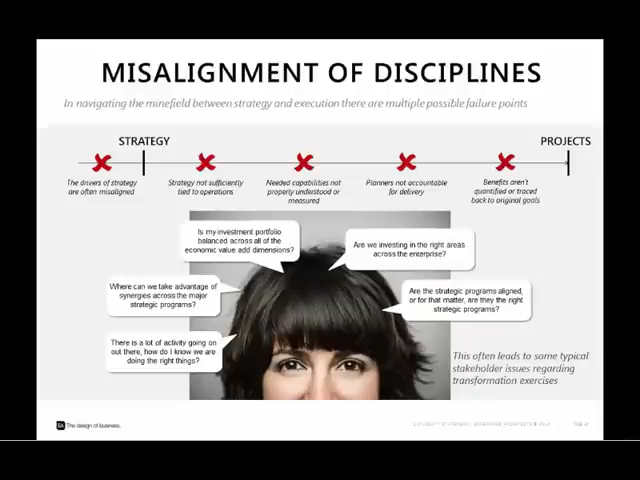 MISALIGNMENT OF DISCIPLINES
In navigating the minefield between strategy and execution there are multiple possible failure points
STRATEGY
PROJECTS
The drivers of strategy
are often misaligned
Strategy not sufficiently
tied to operations
Needed capabilities not
properly understood or
measured
Planners not accountable
for delivery
Benefits aren't
quantified or traced
back to original goals
Is my investment portfolio
balanced across all of the
economic value add dimensions?
Are we investing in the right areas
across the enterprise?
Where can we take advantage of
synergies across the major
strategic programs?
Are the strategic programs aligned,
or for that matter, are they the right
strategic programs?
There is a lot of activity going on
out there, how do I know we are
doing the right things?
This often leads to some typical
stakeholder issues regarding
transformation exercises
The design of business.